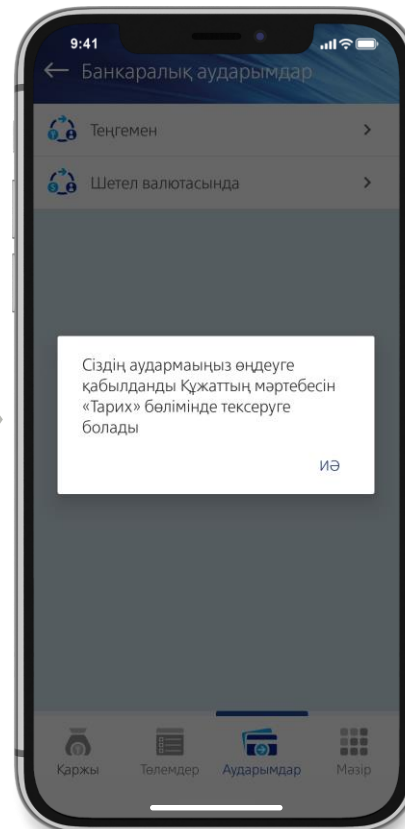 9:41
Банкаралық аударымдар
Теңгемен
Шетел валютасында
Сіздің аудармаыңыз өңдеуге
қабылданды Құжаттың мәртебесін
«Тарих» бөлімінде тексеруге
болады
ИӘ
Қаржы Төлемдер Аударымдар Мәзір